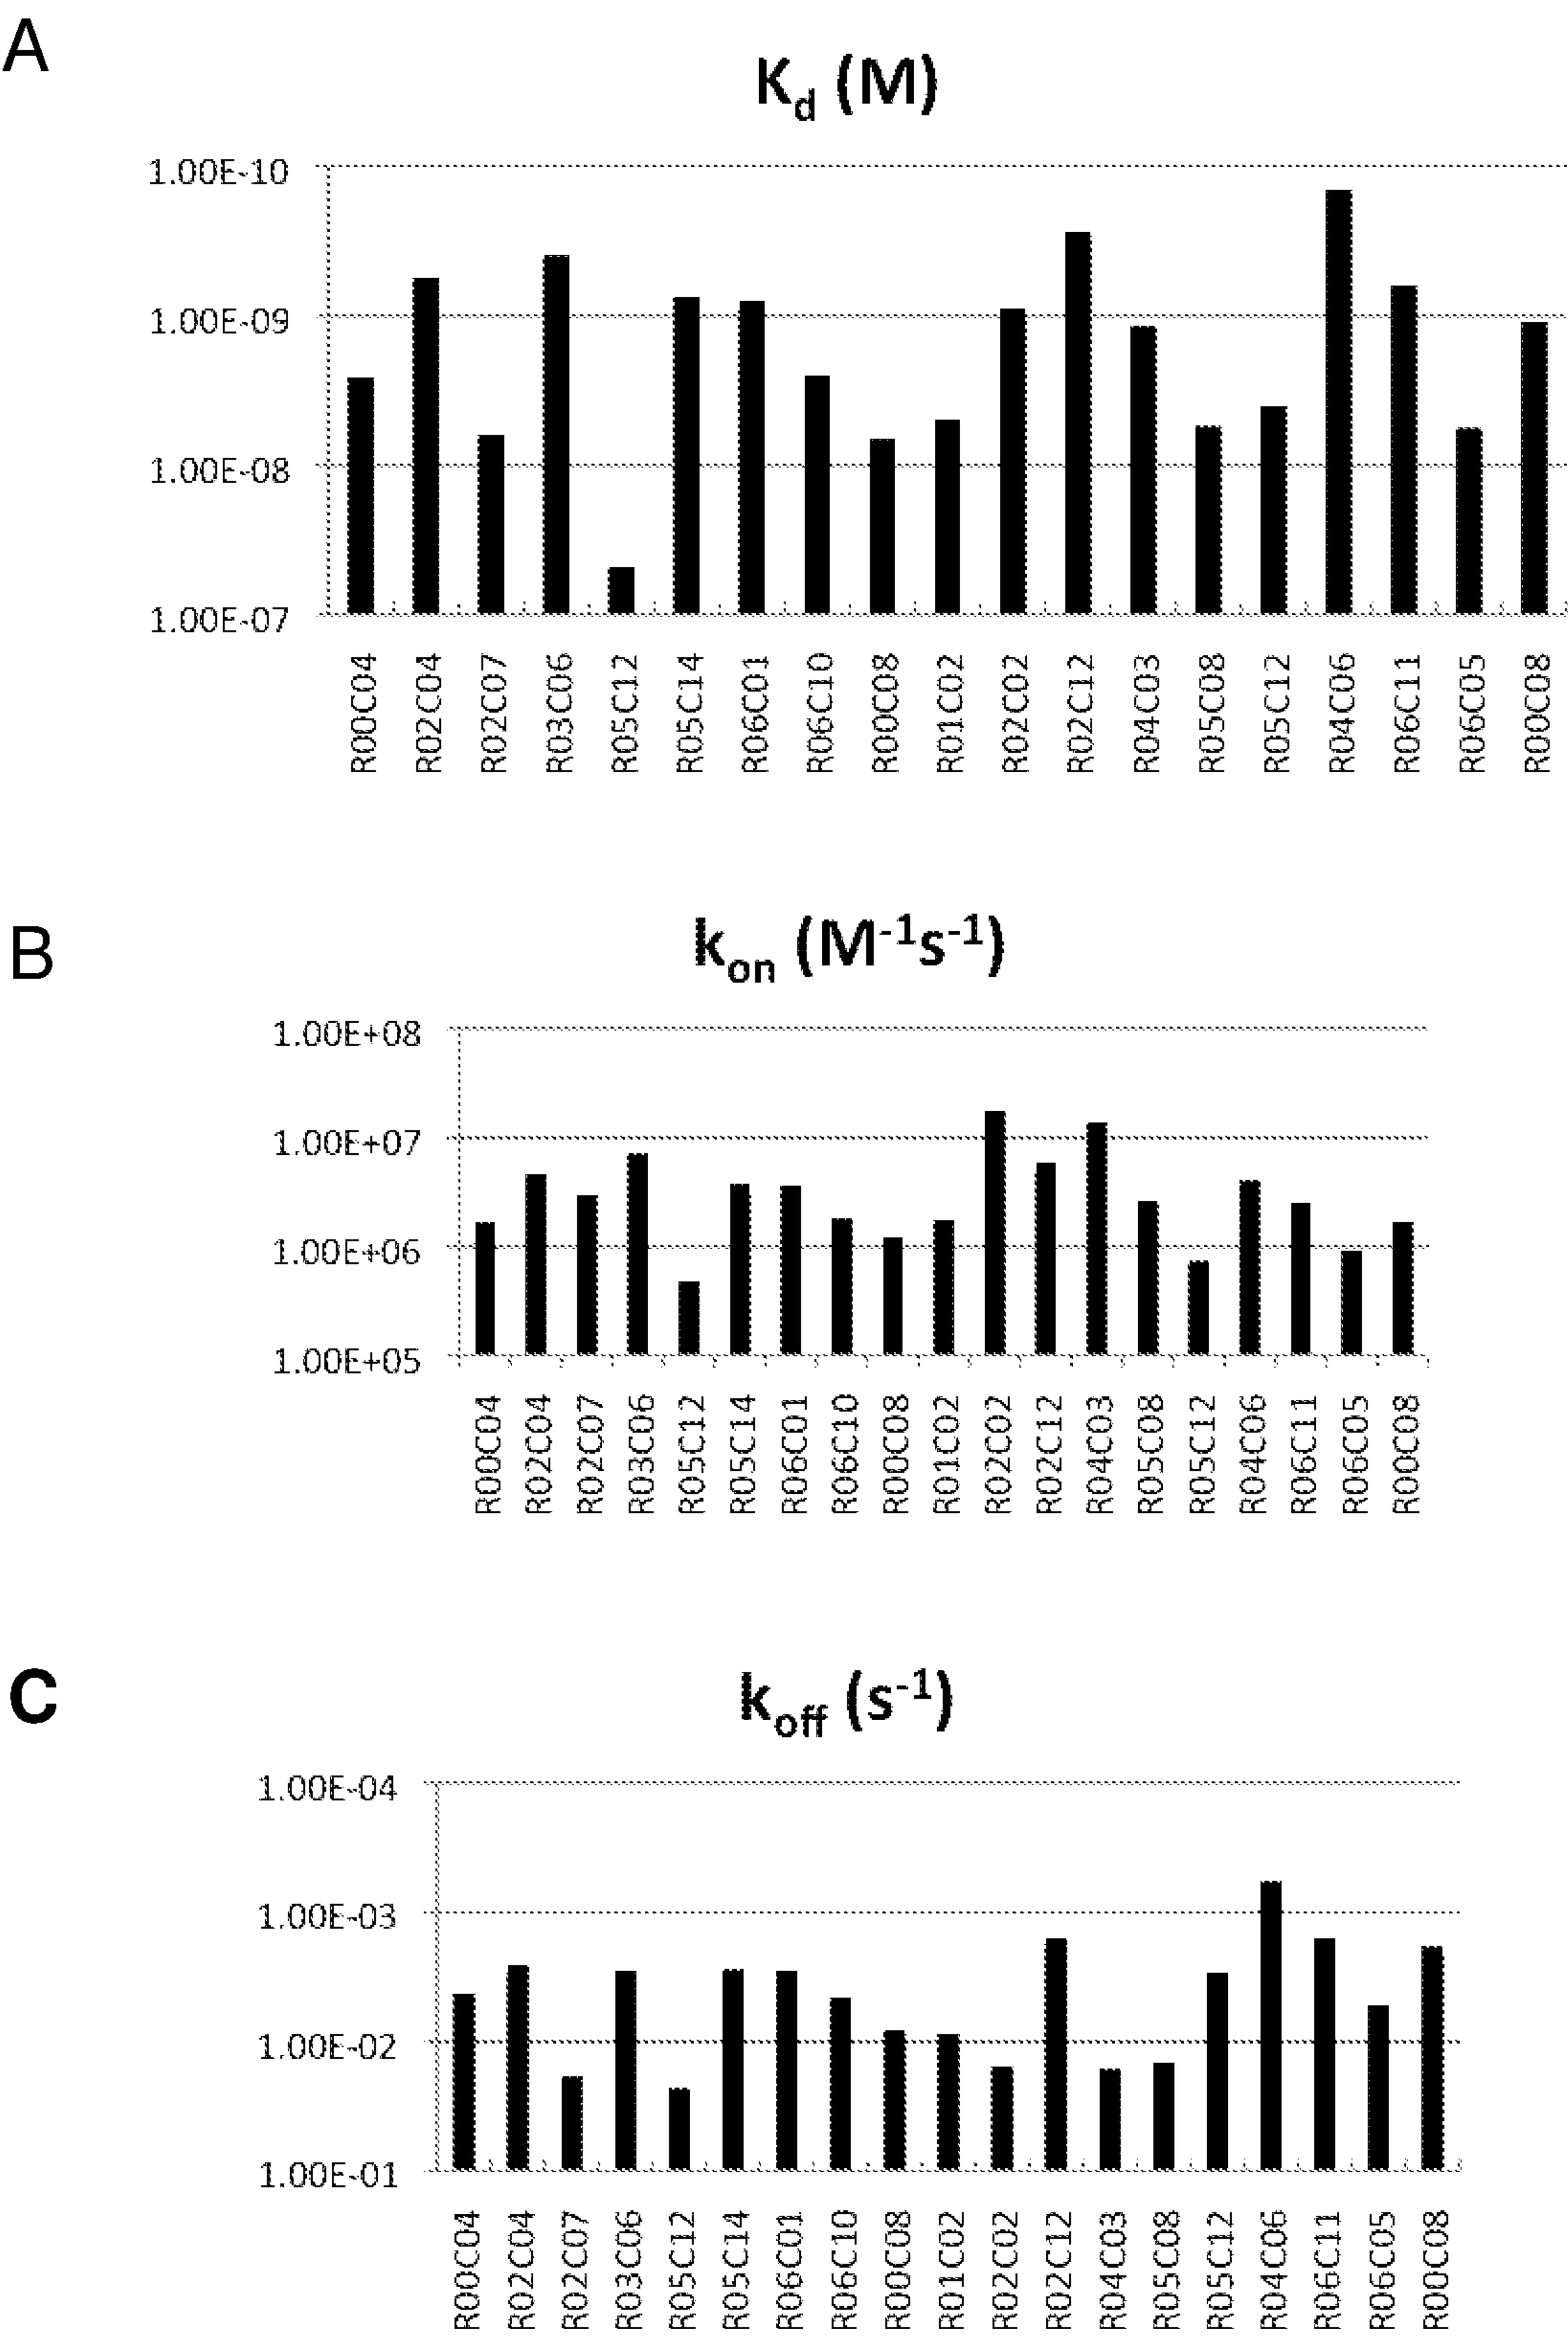 A
Kd (M)
1.00E-10
1.00E-09
1.00E-08
1.00E-07
R00C04 R02C04 R02C07 R03C06 R05C12 R05C14 R06C01 R06C10 R00C08 R01C02 R02C02 R02C12 R04C03 R05C08 R05C12 R04C06 R06C11 R06C05 R00C08
B
kon (M-1s-1)
1.00E+08
1.00E+07
1.00E+06
1.00E+05
R00C04 R02C04 R02C07 R03C06 R05C12 R05C14 R06C01 R06C10 R00C08 R01C02 R02C02 R02C12 R04C03 R05C08 R05C12 R04C06 R06C11 R06C05 R00C08
C
koff (s-1)
1.00E-04
1.00E-03
1.00E-02
1.00E-01
R00C04 R02C04 R02C07 R03C06 R05C12 R05C14 R06C01 R06C10 R00C08 R01C02 R02C02 R02C12 R04C03 R05C08 R05C12 R04C06 R06C11 R06C05 R00C08